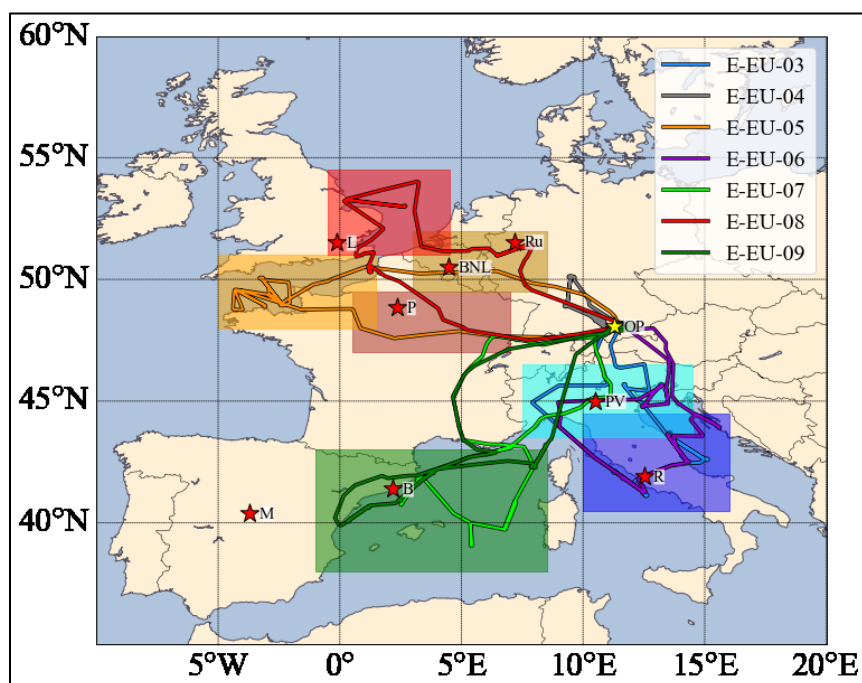 60°N
55°N
50°N
45°N
40°N
E-EU-03
E-EU-04
E-EU-05
E-EU-06
E-EU-07
E-EU-08
E-EU-09
L
Ru
BNL
P
OP
PV
R
B
M
5°W 0° 5°E 10°E 15°E 20°E